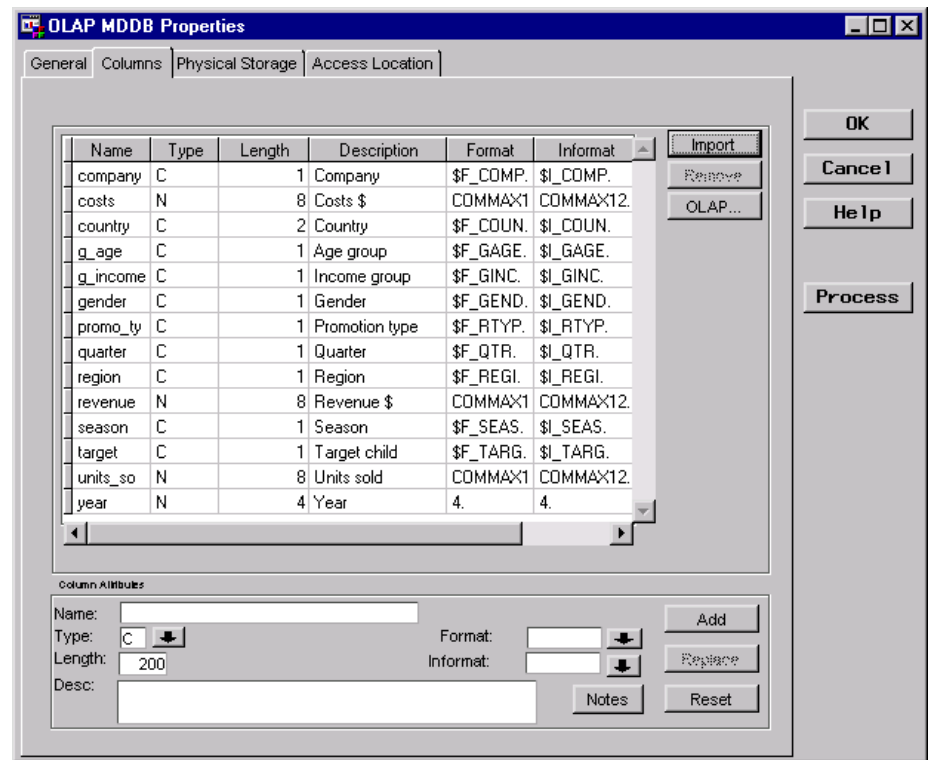 OLAP MDDB Properties
General Columns Physical Storage Access Location
OK
Cancel
Help
Process
Name Type Length Description Format Informat
company C 1 Company $F_COMP. $I_COMP.
costs N 8 Costs $ COMMAX1 COMMAX12.
country C 2 Country $F_COUN. $I_COUN.
g_age C 1 Age group $F_GAGE. $I_GAGE.
g_income C 1 Income group $F_GINC. $I_GINC.
gender C 1 Gender $F_GEND. $I_GEND.
promo_ty C 1 Promotion type $F_RTYP. $I_RTYP.
quarter C 1 Quarter $F_QTR. $I_QTR.
region C 1 Region $F_REGI. $I_REGI.
revenue N 8 Revenue $ COMMAX1 COMMAX12.
season C 1 Season $F_SEAS. $I_SEAS.
target C 1 Target child $F_TARG. $I_TARG.
units_so N 8 Units sold COMMAX1 COMMAX12.
year N 4 Year 4. 4.
Import
Remove
OLAP...
Column Attributes
Name:
Type: C
Length: 200
Desc:
Format:
Informat:
Notes
Add
Replace
Reset